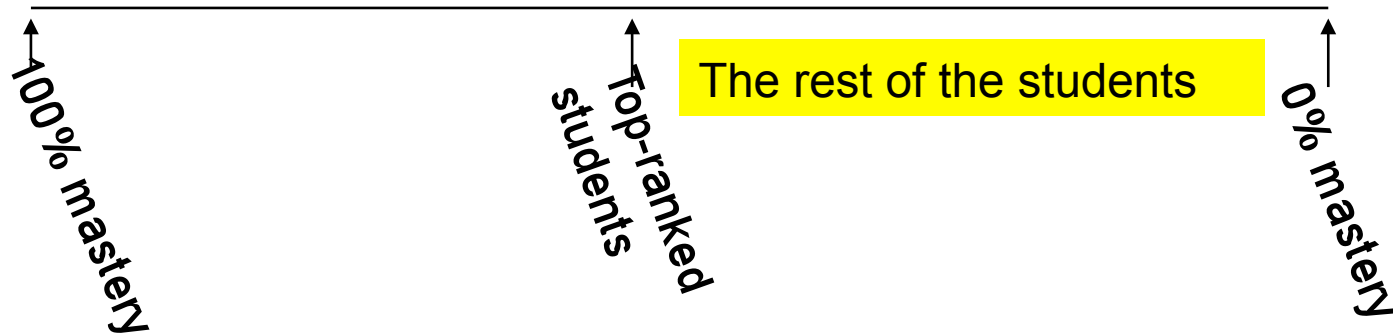 100% mastery
Top-ranked
students
The rest of the students
0% mastery